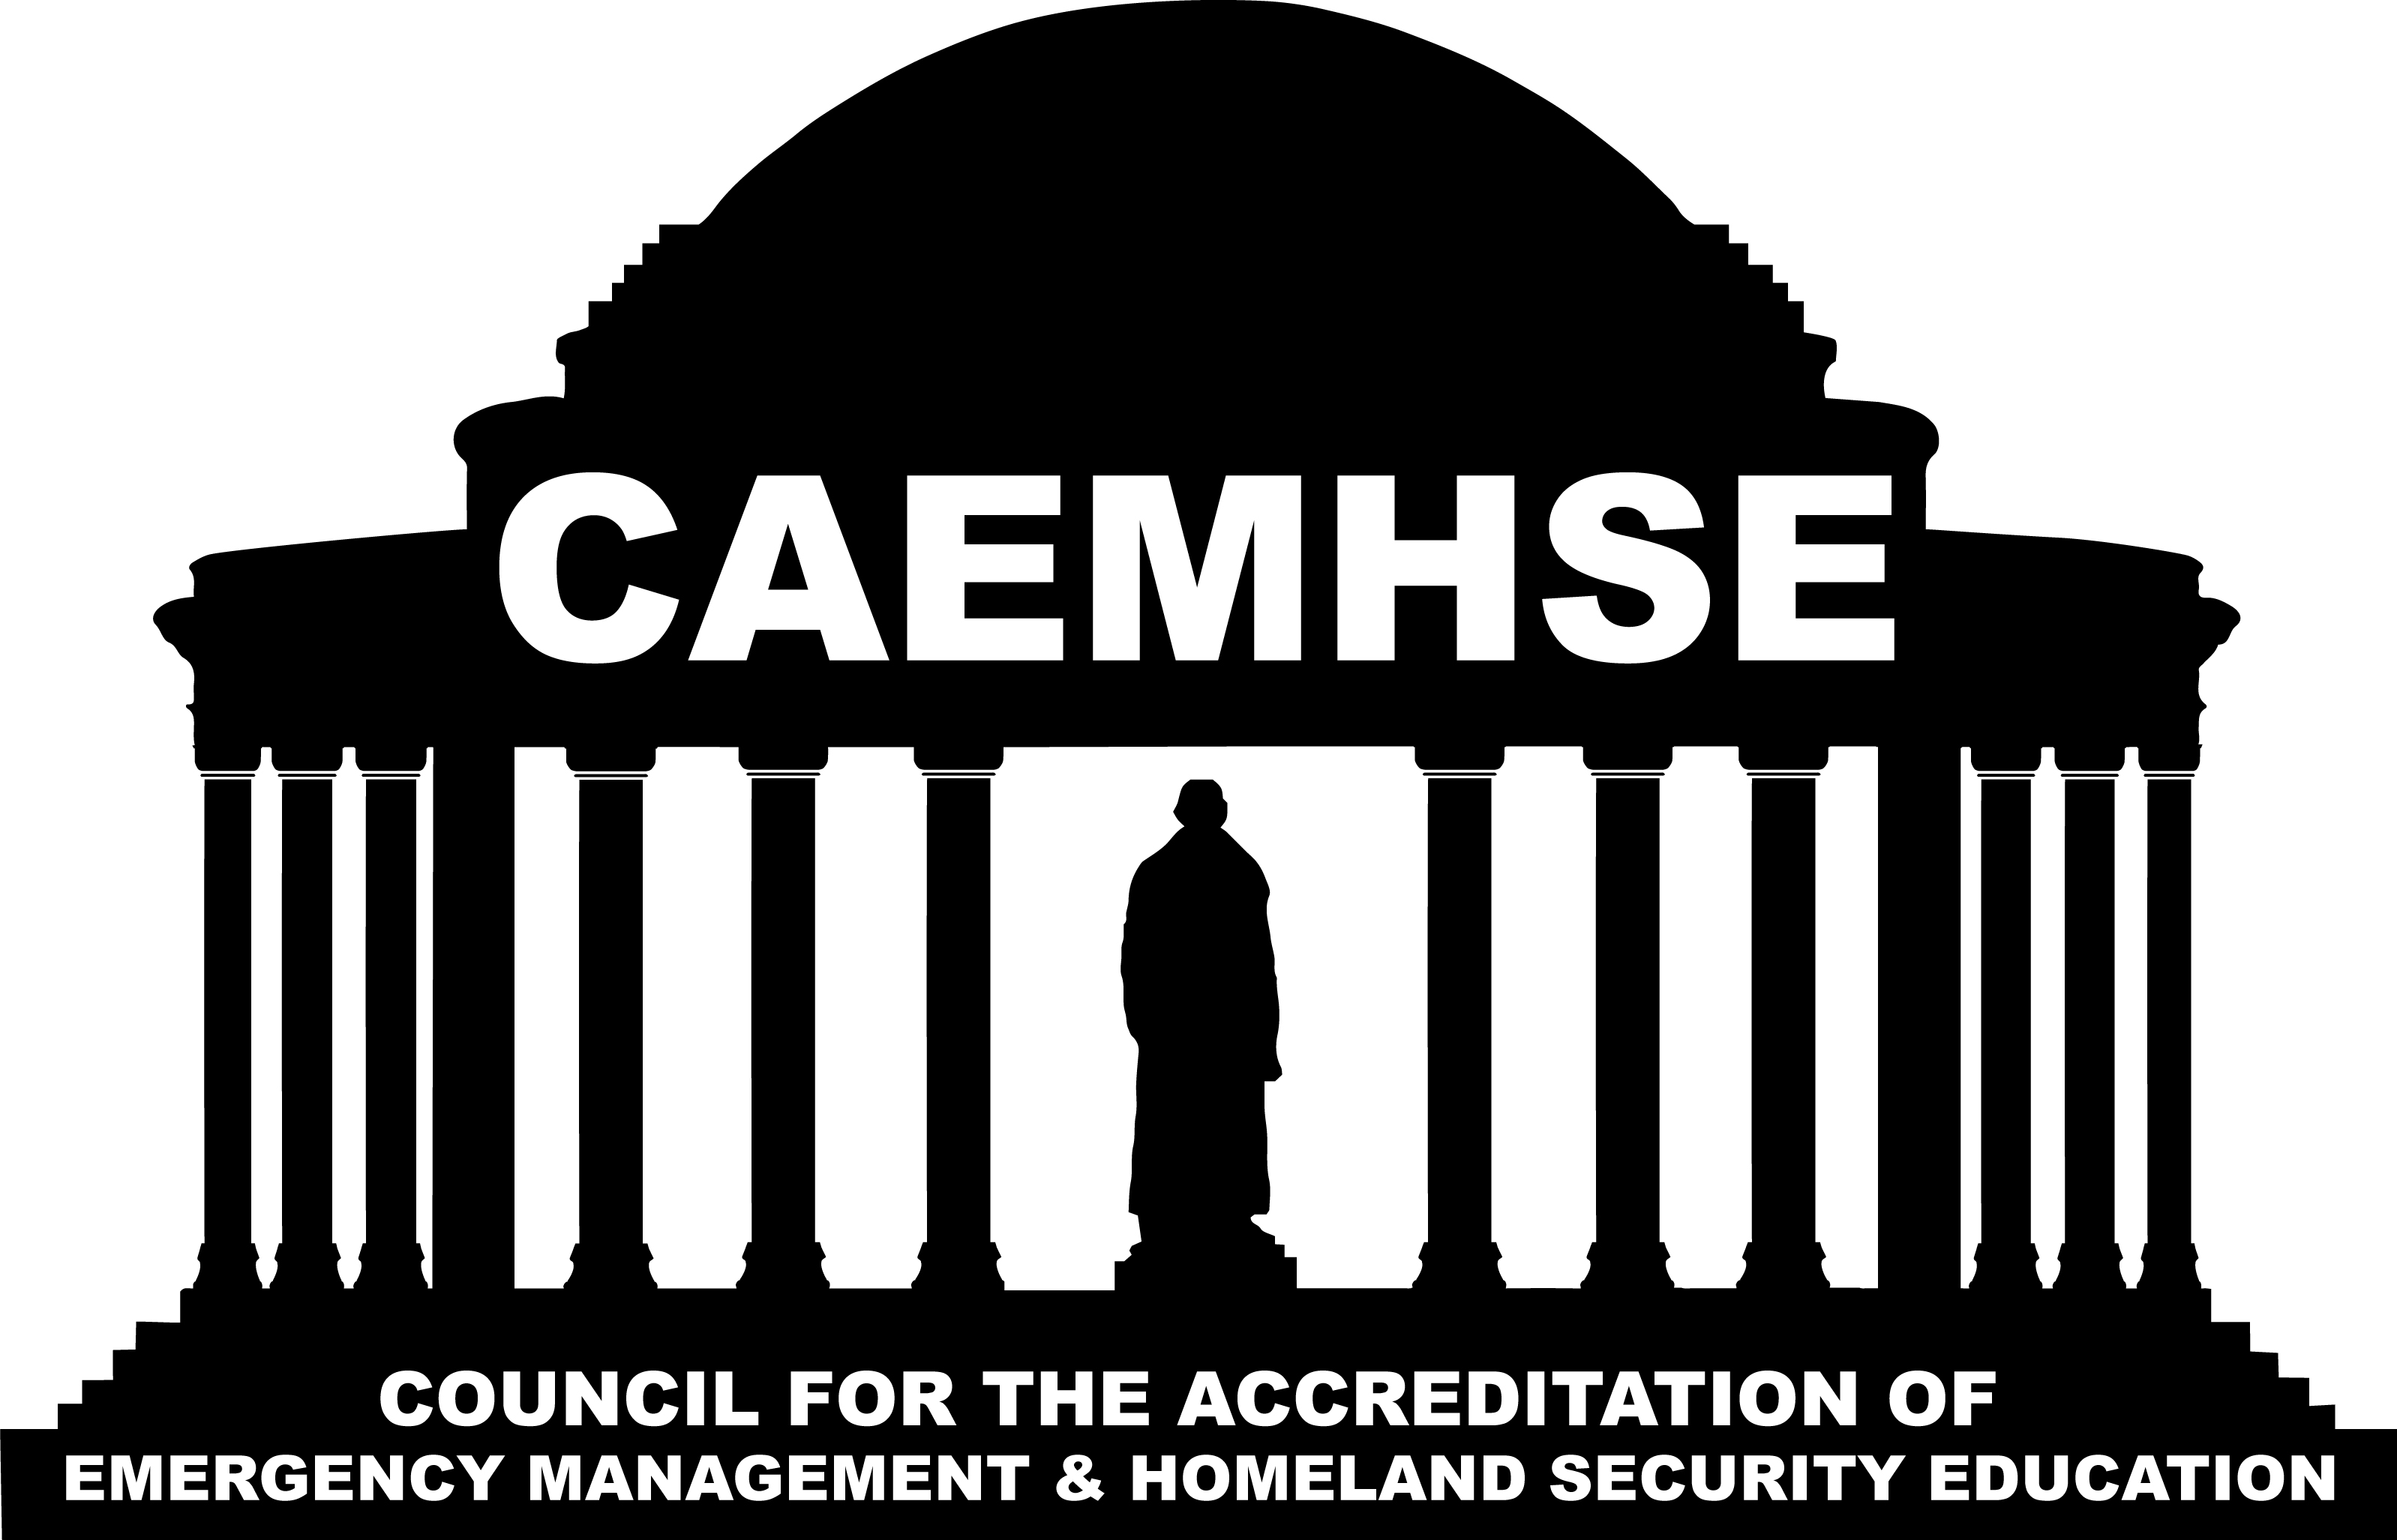 CAEMHSE
COUNCIL FOR THE ACCREDITATION OF
EMERGENCY MANAGEMENT & HOMELAND SECURITY EDUCATION